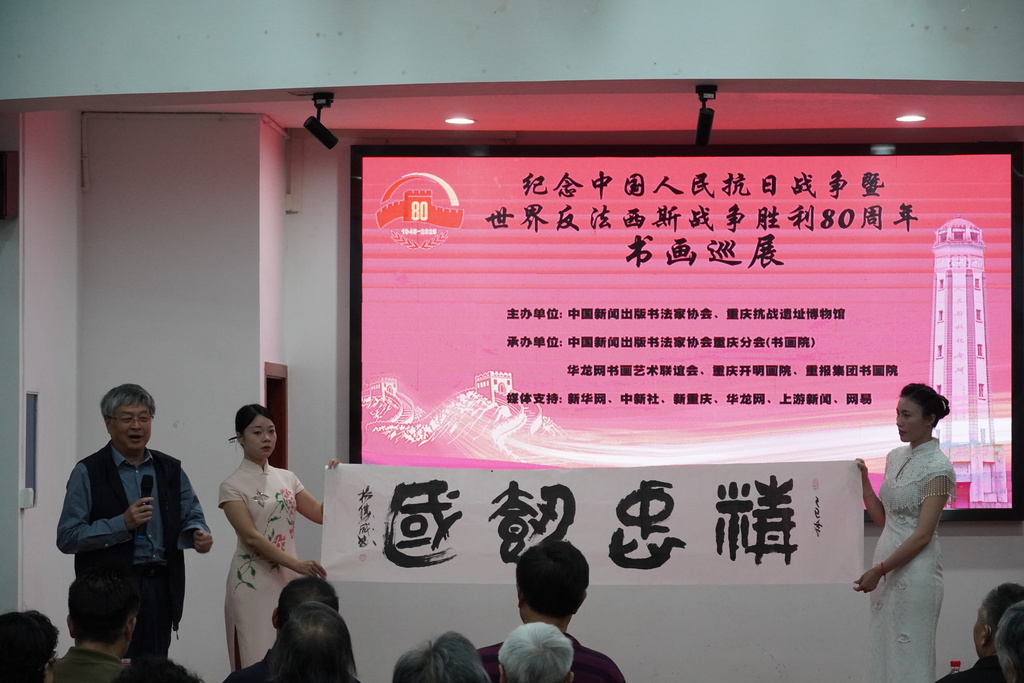 80
1945-2025
纪念中国人民抗日战争暨
世界反法西斯战争胜利80周年
书画巡展
主办单位: 中国新闻出版书法家协会、重庆抗战遗址博物馆
承办单位: 中国新闻出版书法家协会重庆分会(书画院)
华龙网书画艺术联谊会、重庆开明画院、重报集团书画院
媒体支持: 新华网、中新社、新重庆、华龙网、上游新闻、网易
精忠報國